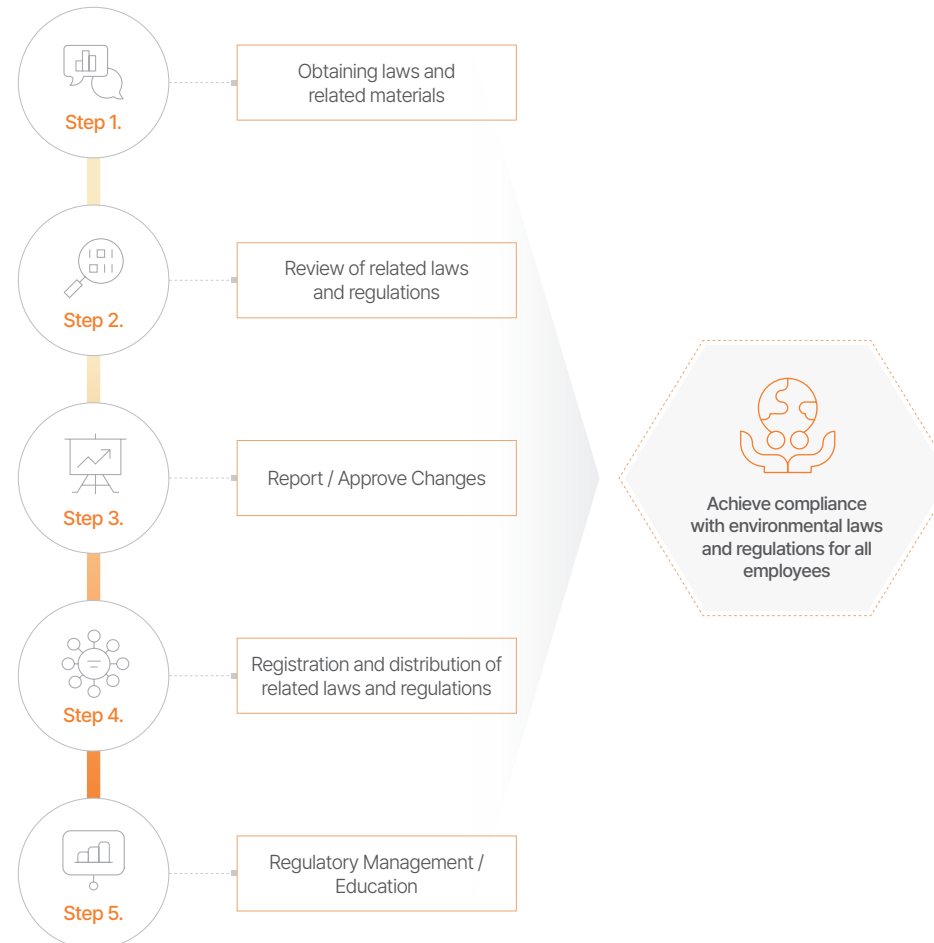 Step 1.
Obtaining laws and
related materials
Step 2.
Review of related laws
and regulations
Step 3.
Report / Approve Changes
Step 4.
Registration and distribution of
related laws and regulations
Step 5.
Regulatory Management /
Education
Achieve compliance
with environmental laws
and regulations for all
employees